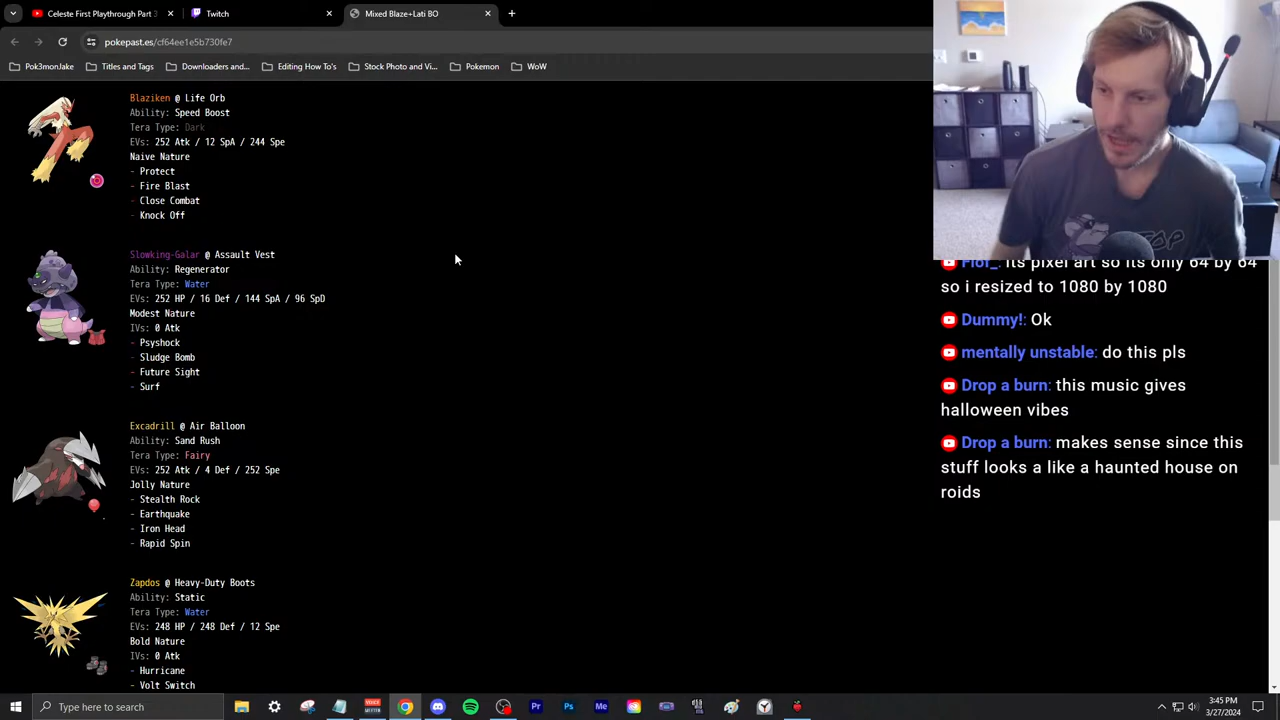 Celeste First Playthrough Part 3
Twitch
Mixed Blaze+Lati BO
pokepast.es/cf64ee1e5b730fe7
Pok3monJake
Titles and Tags
Downloads and...
Editing How To's
Stock Photo and Vi...
Pokemon
WoW
Blaziken @ Life Orb
Ability: Speed Boost
Tera Type: Dark
EVs: 252 Atk / 12 SpA / 244 Spe
Naive Nature
- Protect
- Fire Blast
- Close Combat
- Knock Off
Slowking-Galar @ Assault Vest
Ability: Regenerator
Tera Type: Water
EVs: 252 HP / 16 Def / 144 SpA / 96 SpD
Modest Nature
IVs: 0 Atk
- Psyshock
- Sludge Bomb
- Future Sight
- Surf
Excadrill @ Air Balloon
Ability: Sand Rush
Tera Type: Fairy
EVs: 252 Atk / 4 Def / 252 Spe
Jolly Nature
- Stealth Rock
- Earthquake
- Iron Head
- Rapid Spin
Zapdos @ Heavy-Duty Boots
Ability: Static
Tera Type: Water
EVs: 248 HP / 248 Def / 12 Spe
Bold Nature
IVs: 0 Atk
- Hurricane
- Volt Switch
Flor_: its pixel art so its only 64 by 64
so i resized to 1080 by 1080
Dummy!: Ok
mentally unstable: do this pls
Drop a burn: this music gives
halloween vibes
Drop a burn: makes sense since this
stuff looks a like a haunted house on
roids
Type here to search
3:45 PM
3/27/2024